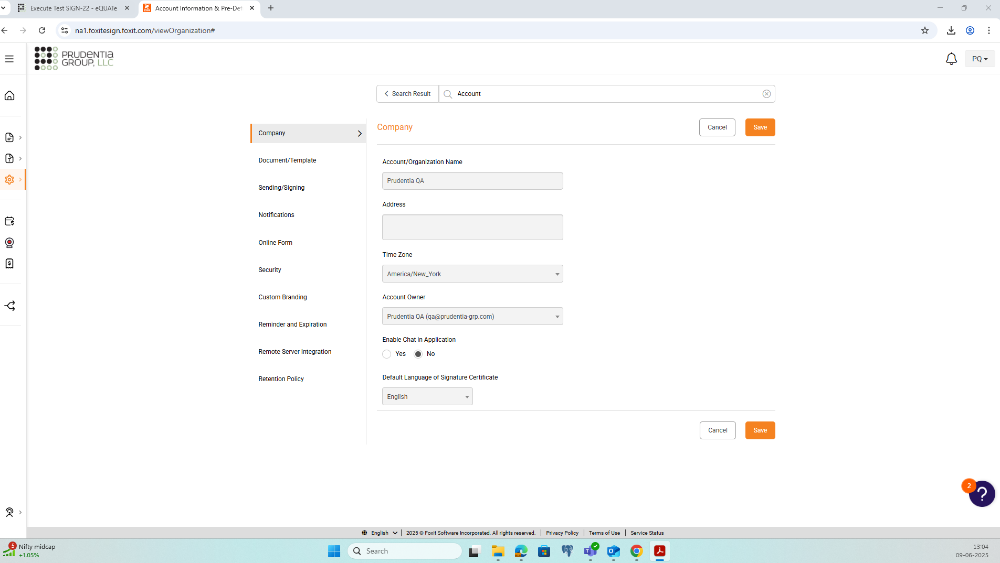 Execute Test SIGN-22 - eQUATe
Account Information & Pre-Def
na1.foxitesign.foxit.com/viewOrganization#
PRUDENTIA
GROUP, LLC
PQ
Search Result
Account
Company
Document/Template
Sending/Signing
Notifications
Online Form
Security
Custom Branding
Reminder and Expiration
Remote Server Integration
Retention Policy
Company
Cancel
Save
Account/Organization Name
Prudentia QA
Address
Time Zone
America/New_York
Account Owner
Prudentia QA (qa@prudentia-grp.com)
Enable Chat in Application
Yes
No
Default Language of Signature Certificate
English
Cancel
Save
2
?
English
2025 © Foxit Software Incorporated. All rights reserved.
Privacy Policy
Terms of Use
Service Status
5
Nifty midcap
+1.05%
Search
13:04
09-06-2025